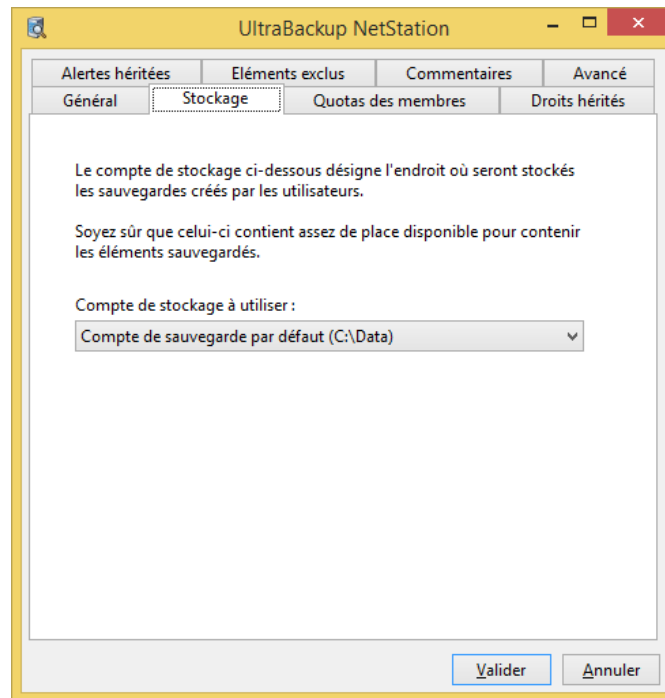 UltraBackup NetStation
Alertes héritées Eléments exclus Commentaires Avancé
Général Stockage Quotas des membres Droits hérités
Le compte de stockage ci-dessous désigne l'endroit où seront stockés
les sauvegardes créés par les utilisateurs.
Soyez sûr que celui-ci contient assez de place disponible pour contenir
les éléments sauvegardés.
Compte de stockage à utiliser :
Compte de sauvegarde par défaut (C:\Data)
Valider Annuler